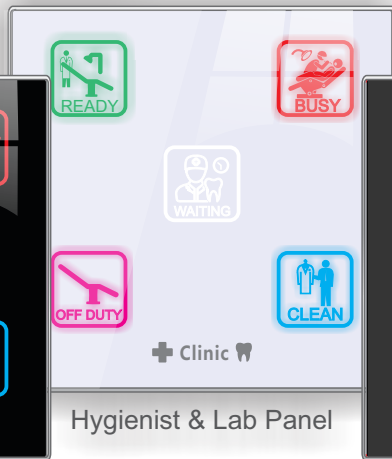 READY
BUSY
WAITING
OFF DUTY
CLEAN
Clinic
Hygienist & Lab Panel